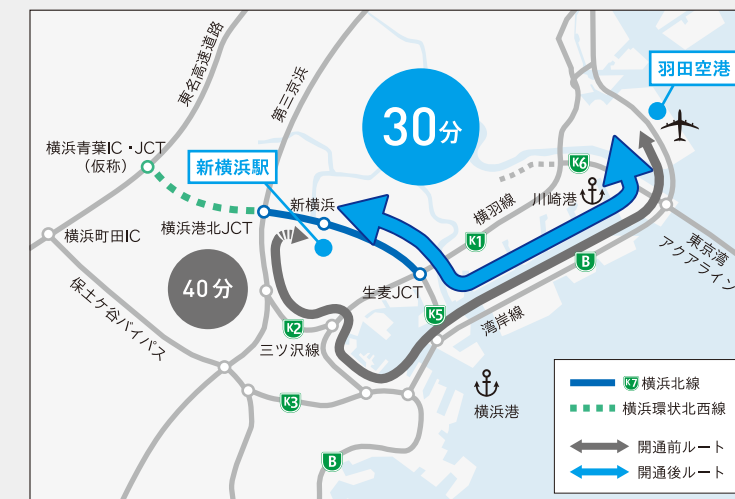 東名高速道路
第三京浜
30分
羽田空港
横浜青葉IC・JCT
（仮称）
新横浜駅
K6
新横浜
横羽線
川崎港
横浜港北JCT
横浜町田IC
K1
東京湾
アクアライン
B
40分
生麦JCT
保土ケ谷バイパス
K5
湾岸線
K2
三ツ沢線
K3
横浜港
B
K7 横浜北線
横浜環状北西線
開通前ルート
開通後ルート